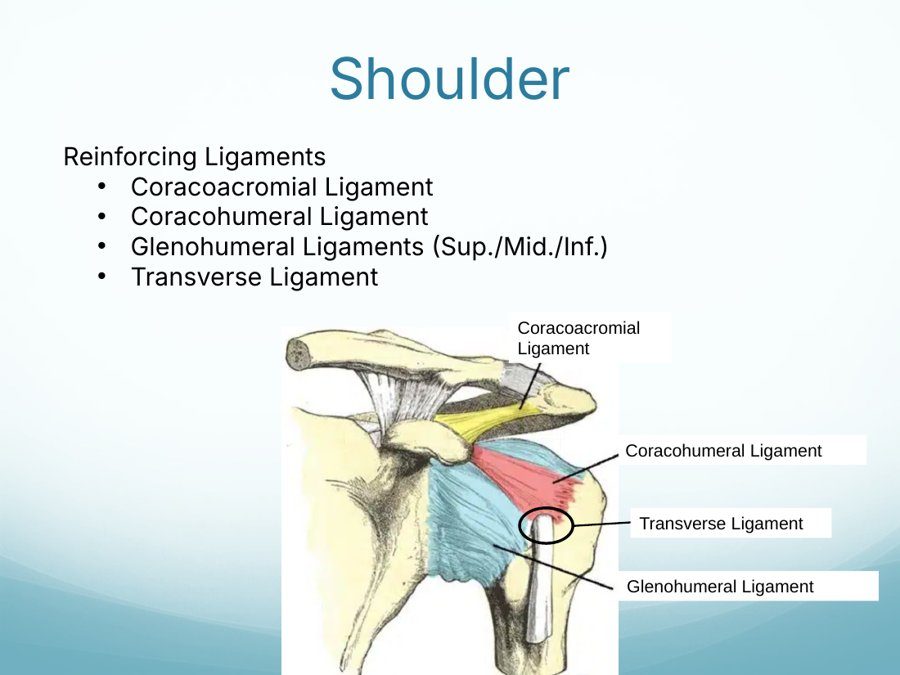 Shoulder
Reinforcing Ligaments
• Coracoacromial Ligament
• Coracohumeral Ligament
• Glenohumeral Ligaments (Sup./Mid./Inf.)
• Transverse Ligament
Coracoacromial
Ligament
Coracohumeral Ligament
Transverse Ligament
Glenohumeral Ligament